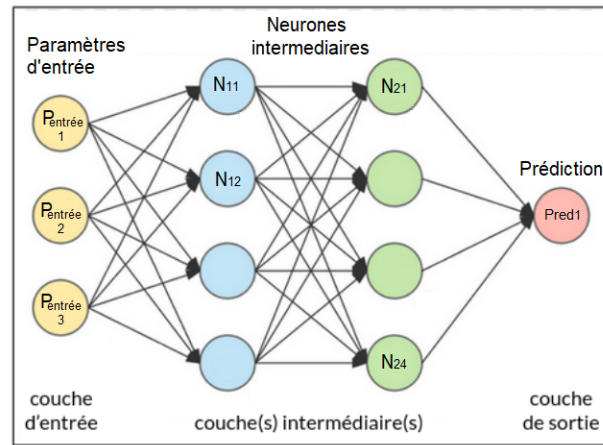 Paramètres
d'entrée
Neurones
intermediaires
Prédiction
Pentrée
1
Pentrée
2
Pentrée
3
N11
N12
N21
N24
Pred1
couche
d'entrée
couche(s) intermédiaire(s)
couche
de sortie